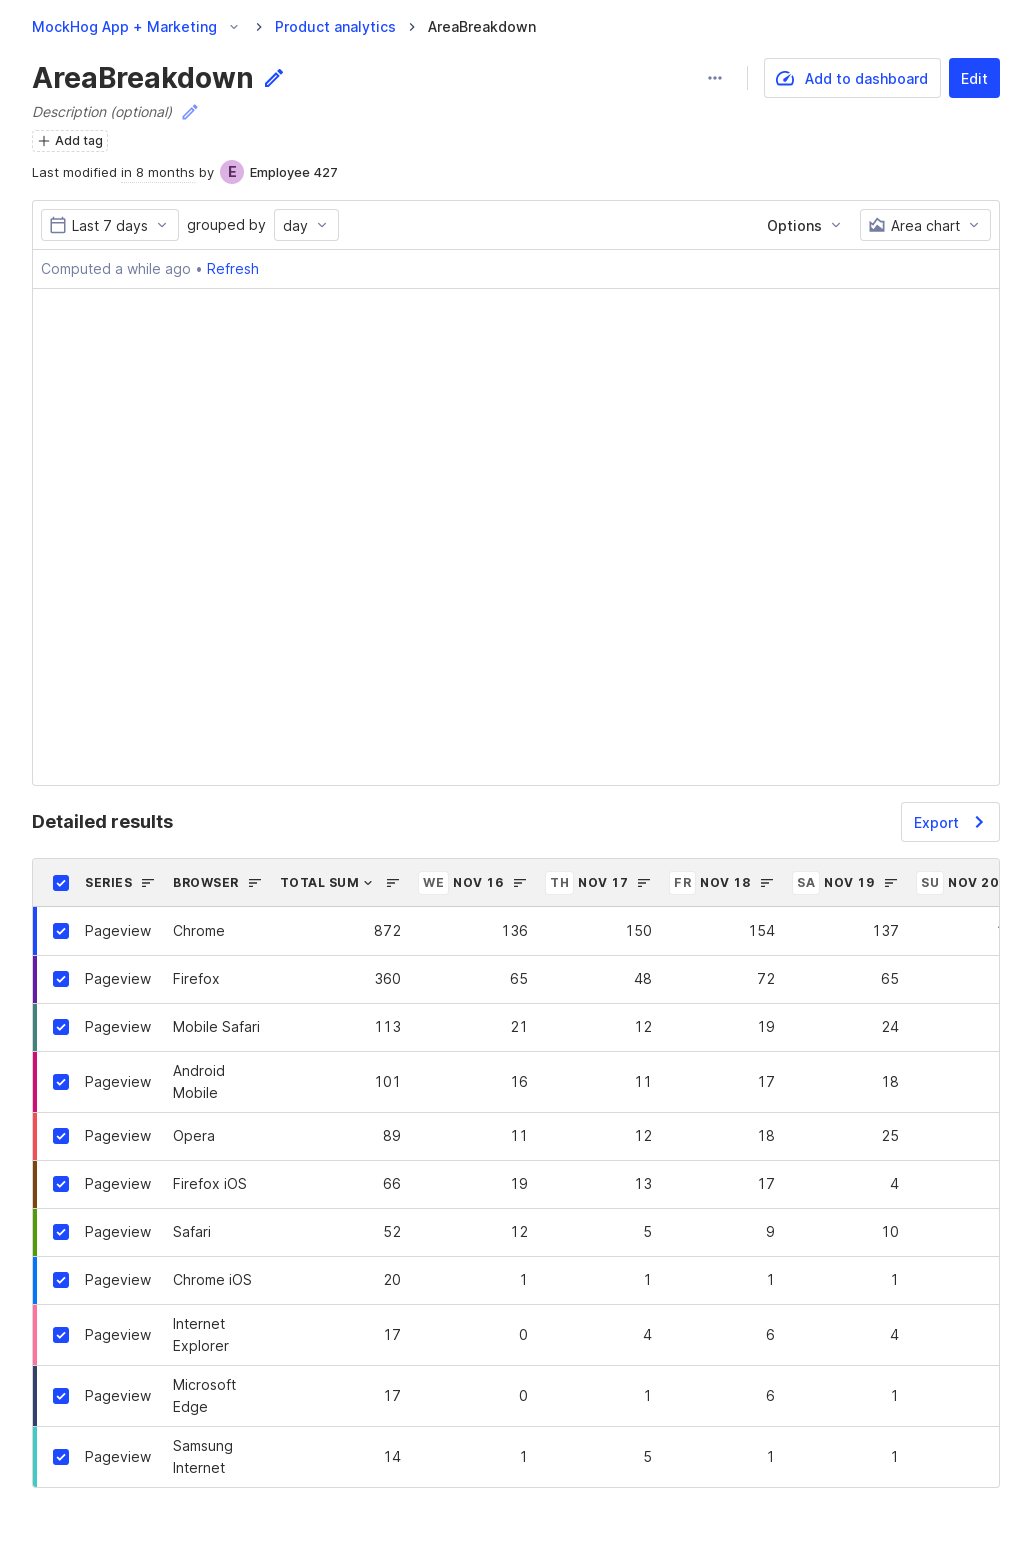 MockHog App + Marketing Product analytics AreaBreakdown
AreaBreakdown
Add to dashboard Edit
Description (optional)
Add tag
Last modified in 8 months by E Employee 427
Last 7 days grouped by day Options Area chart
Computed a while ago • Refresh
Detailed results Export
SERIES BROWSER TOTAL SUM WE NOV 16 TH NOV 17 FR NOV 18 SA NOV 19 SU NOV 20
Pageview Chrome 872 136 150 154 137
Pageview Firefox 360 65 48 72 65
Pageview Mobile Safari 113 21 12 19 24
Pageview Android Mobile 101 16 11 17 18
Pageview Opera 89 11 12 18 25
Pageview Firefox iOS 66 19 13 17 4
Pageview Safari 52 12 5 9 10
Pageview Chrome iOS 20 1 1 1 1
Pageview Internet Explorer 17 0 4 6 4
Pageview Microsoft Edge 17 0 1 6 1
Pageview Samsung Internet 14 1 5 1 1